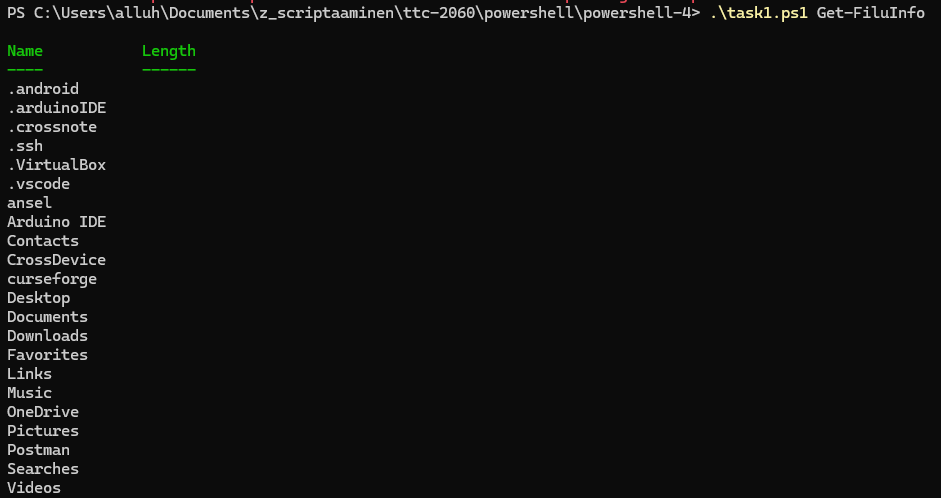 PS C:\Users\alluh\Documents\z_scriptaaminen\ttc-2060\powershell\powershell-4> .\task1.ps1 Get-FiluInfo
Name Length
---- ------
.android
.arduinoIDE
.crossnote
.ssh
.VirtualBox
.vscode
ansel
Arduino IDE
Contacts
CrossDevice
curseforge
Desktop
Documents
Downloads
Favorites
Links
Music
OneDrive
Pictures
Postman
Searches
Videos